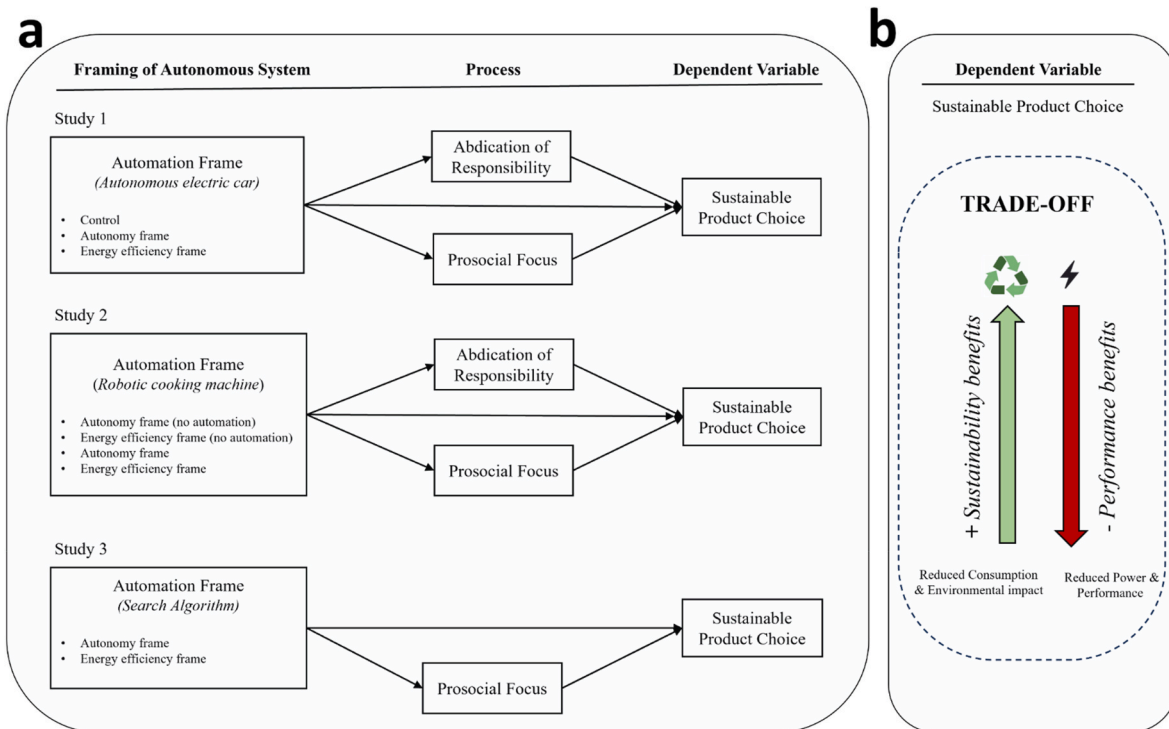 a
Framing of Autonomous System
Process
Dependent Variable
Study 1
Automation Frame
(Autonomous electric car)
• Control
• Autonomy frame
• Energy efficiency frame
Abdication of
Responsibility
Prosocial Focus
Sustainable
Product Choice
Study 2
Automation Frame
(Robotic cooking machine)
• Autonomy frame (no automation)
• Energy efficiency frame (no automation)
• Autonomy frame
• Energy efficiency frame
Abdication of
Responsibility
Prosocial Focus
Sustainable
Product Choice
Study 3
Automation Frame
(Search Algorithm)
• Autonomy frame
• Energy efficiency frame
Prosocial Focus
Sustainable
Product Choice
b
Dependent Variable
Sustainable Product Choice
TRADE-OFF
+ Sustainability benefits
- Performance benefits
Reduced Consumption
& Environmental impact
Reduced Power &
Performance